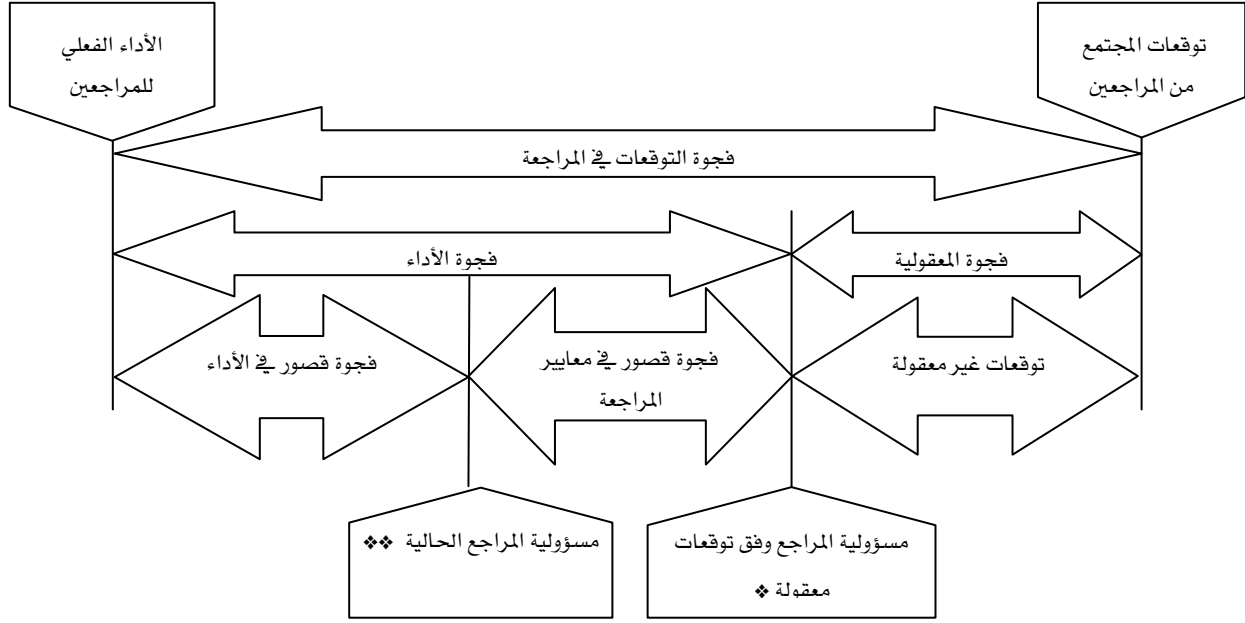 توقعات المجتمع
من المراجعين
الأداء الفعلي
للمراجعين
فجوة التوقعات في المراجعة
فجوة المعقولية
فجوة الأداء
توقعات غير معقولة
فجوة قصور في معايير
المراجعة
فجوة قصور في الأداء
مسؤولية المراجع وفق توقعات
معقولة ❖
مسؤولية المراجع الحالية ❖❖